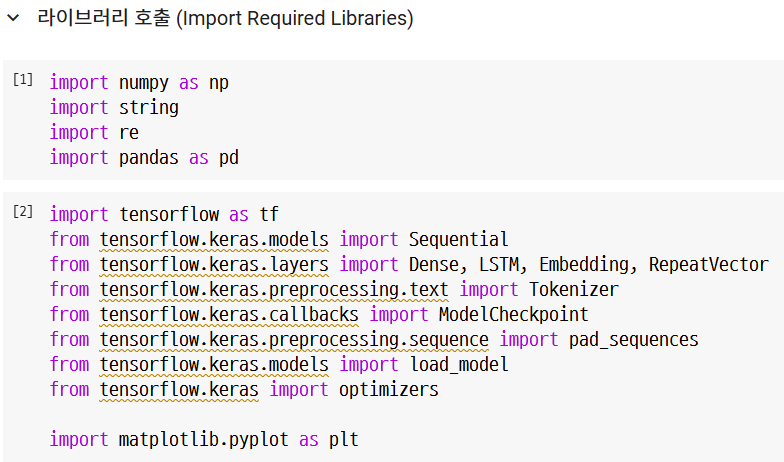 라이브러리 호출 (Import Required Libraries)
[1]
import numpy as np
import string
import re
import pandas as pd
[2]
import tensorflow as tf
from tensorflow.keras.models import Sequential
from tensorflow.keras.layers import Dense, LSTM, Embedding, RepeatVector
from tensorflow.keras.preprocessing.text import Tokenizer
from tensorflow.keras.callbacks import ModelCheckpoint
from tensorflow.keras.preprocessing.sequence import pad_sequences
from tensorflow.keras.models import load_model
from tensorflow.keras import optimizers
import matplotlib.pyplot as plt